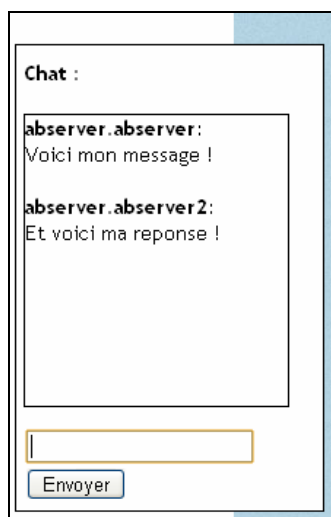 Chat :
abserver.abserver:
Voici mon message !
abserver.abserver2:
Et voici ma reponse !
Envoyer